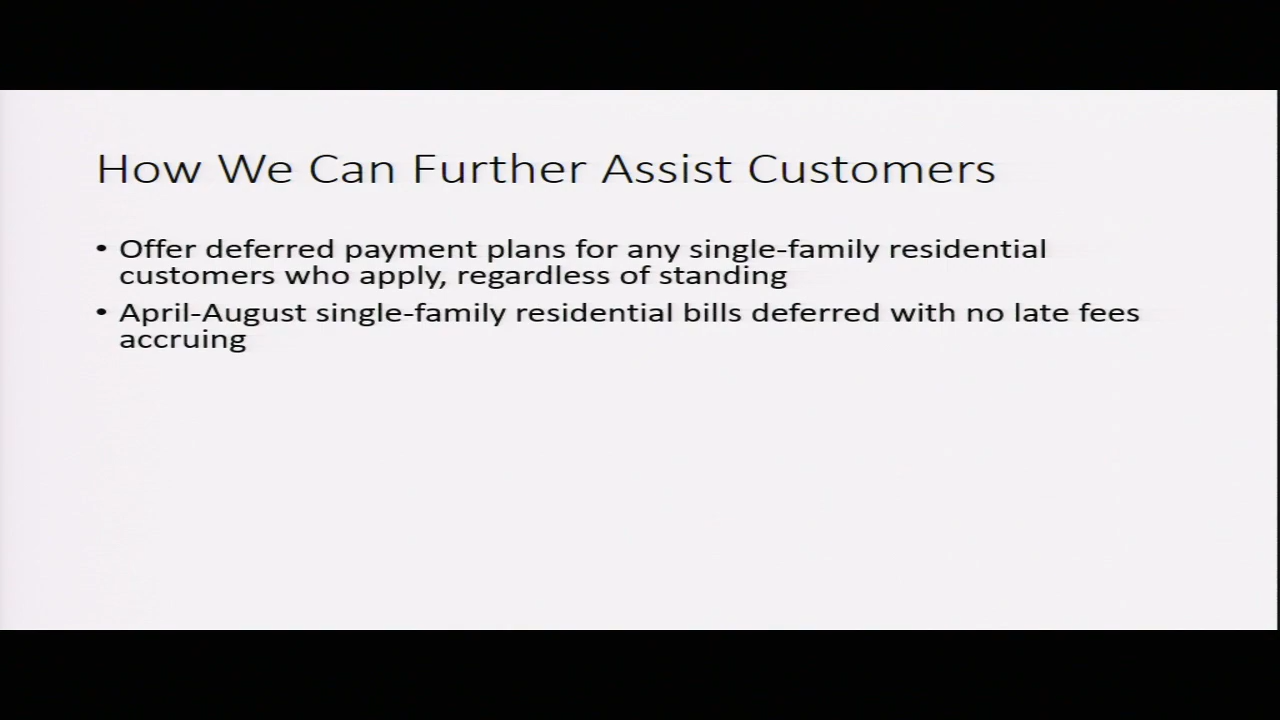 How We Can Further Assist Customers
• Offer deferred payment plans for any single-family residential
customers who apply, regardless of standing
• April-August single-family residential bills deferred with no late fees
accruing